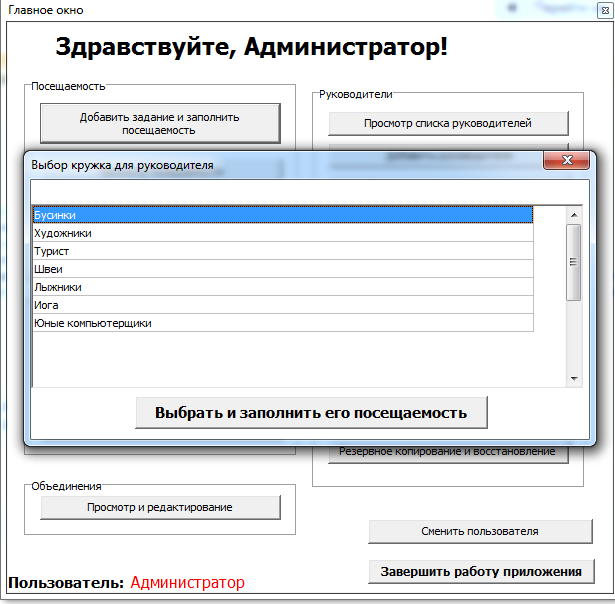 Главное окно
Здравствуйте, Администратор!
Посещаемость
Добавить задание и заполнить
посещаемость
Руководители
Просмотр списка руководителей
Выбор кружка для руководителя
Бусинки
Художники
Турист
Швеи
Лыжники
Йога
Юные компьютерщики
Выбрать и заполнить его посещаемость
Резервное копирование и восстановление
Объединения
Просмотр и редактирование
Сменить пользователя
Завершить работу приложения
Пользователь: Администратор